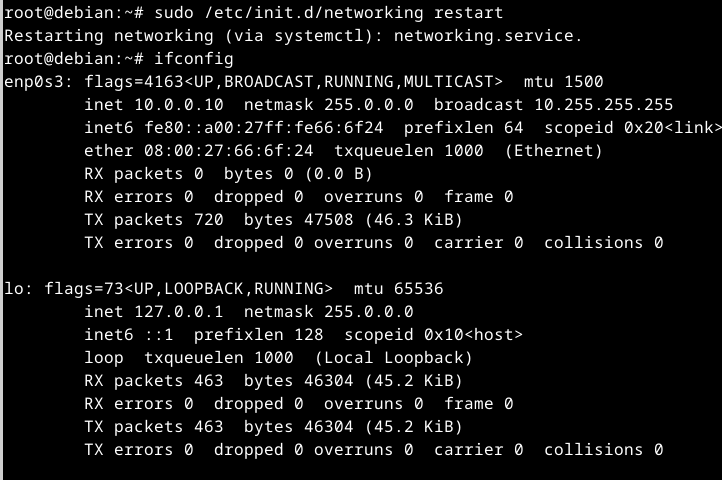 root@debian:~# sudo /etc/init.d/networking restart
Restarting networking (via systemctl): networking.service.
root@debian:~# ifconfig
enp0s3: flags=4163<UP,BROADCAST,RUNNING,MULTICAST>  mtu 1500
        inet 10.0.0.10  netmask 255.0.0.0  broadcast 10.255.255.255
        inet6 fe80::a00:27ff:fe66:6f24  prefixlen 64  scopeid 0x20<link>
        ether 08:00:27:66:6f:24  txqueuelen 1000  (Ethernet)
        RX packets 0  bytes 0 (0.0 B)
        RX errors 0  dropped 0  overruns 0  frame 0
        TX packets 720  bytes 47508 (46.3 KiB)
        TX errors 0  dropped 0 overruns 0  carrier 0  collisions 0

lo: flags=73<UP,LOOPBACK,RUNNING>  mtu 65536
        inet 127.0.0.1  netmask 255.0.0.0
        inet6 ::1  prefixlen 128  scopeid 0x10<host>
        loop  txqueuelen 1000  (Local Loopback)
        RX packets 463  bytes 46304 (45.2 KiB)
        RX errors 0  dropped 0  overruns 0  frame 0
        TX packets 463  bytes 46304 (45.2 KiB)
        TX errors 0  dropped 0 overruns 0  carrier 0  collisions 0